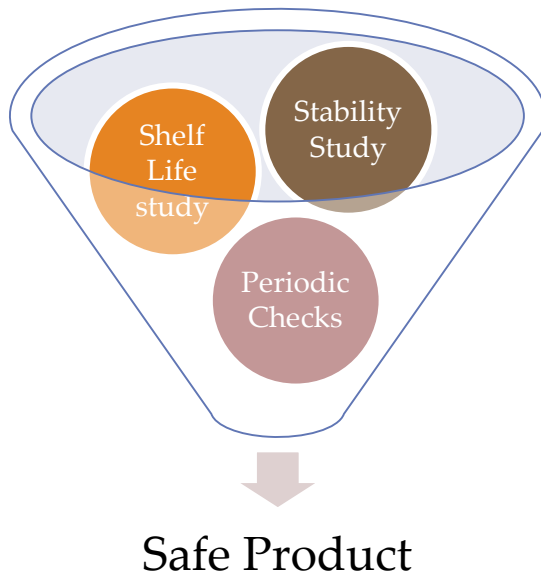 Shelf
Life
study
Stability
Study
Periodic
Checks
Safe Product